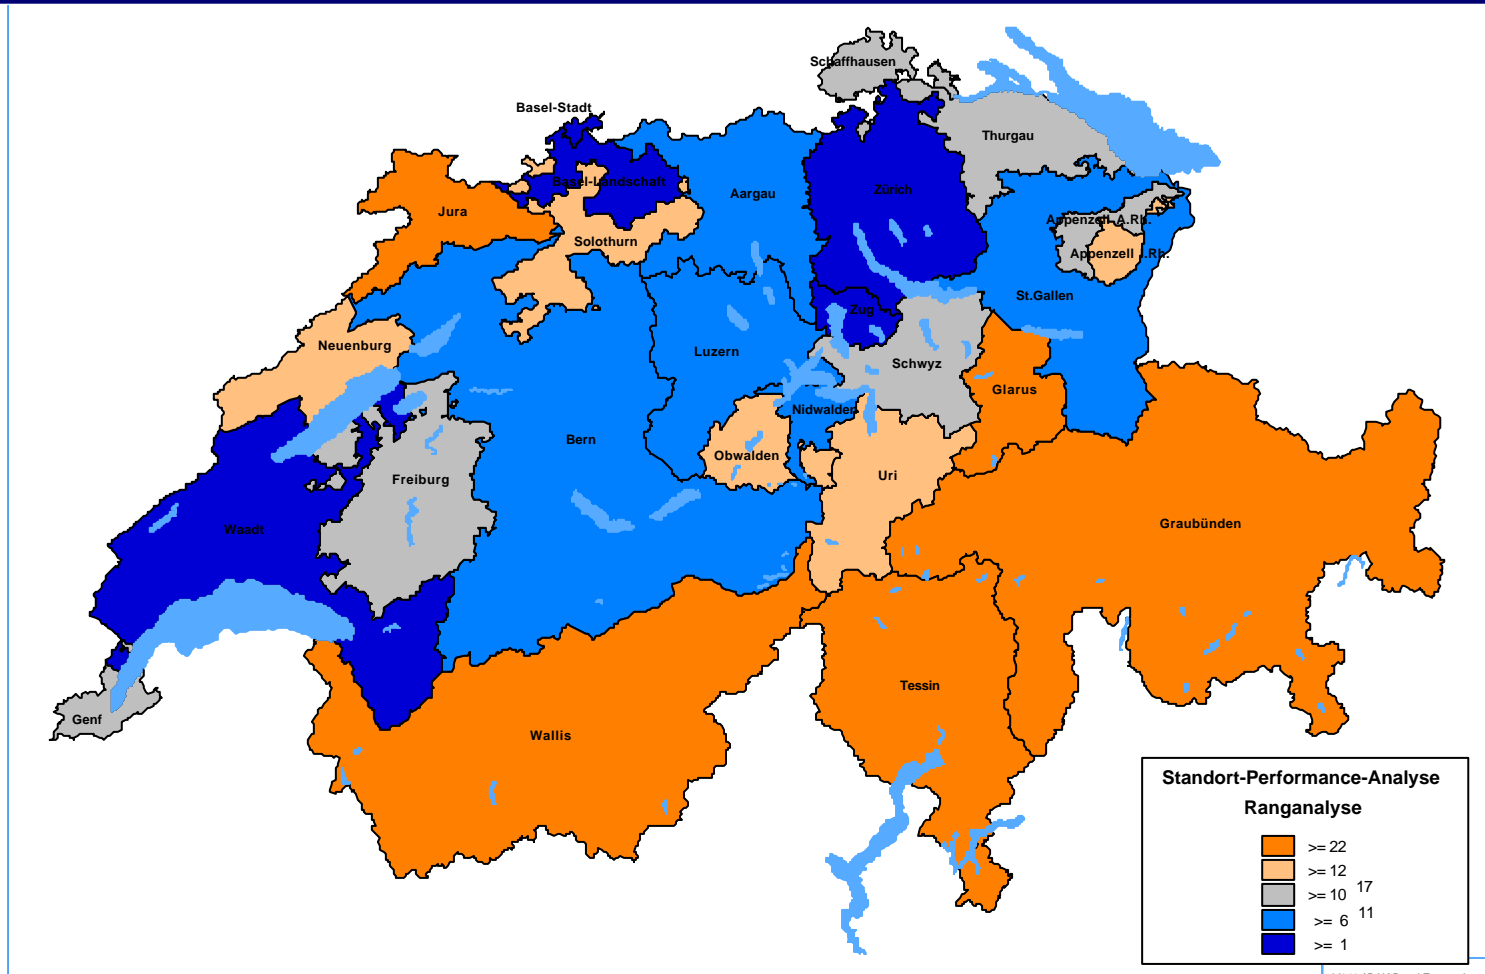 Schaffhausen
Basel-Stadt
Thurgau
Basel-Landschaft
Aargau
Zürich
Jura
Appenzell-A.Rh.
Solothurn
Appenzell I.Rh.
St.Gallen
Zug
Neuenburg
Luzern
Schwyz
Glarus
Nidwalden
Bern
Obwalden
Uri
Freiburg
Waadt
Graubünden
Tessin
Genf
Wallis
Standort-Performance-Analyse
Ranganalyse
>= 22
>= 12
>= 10 17
>= 6 11
>= 1